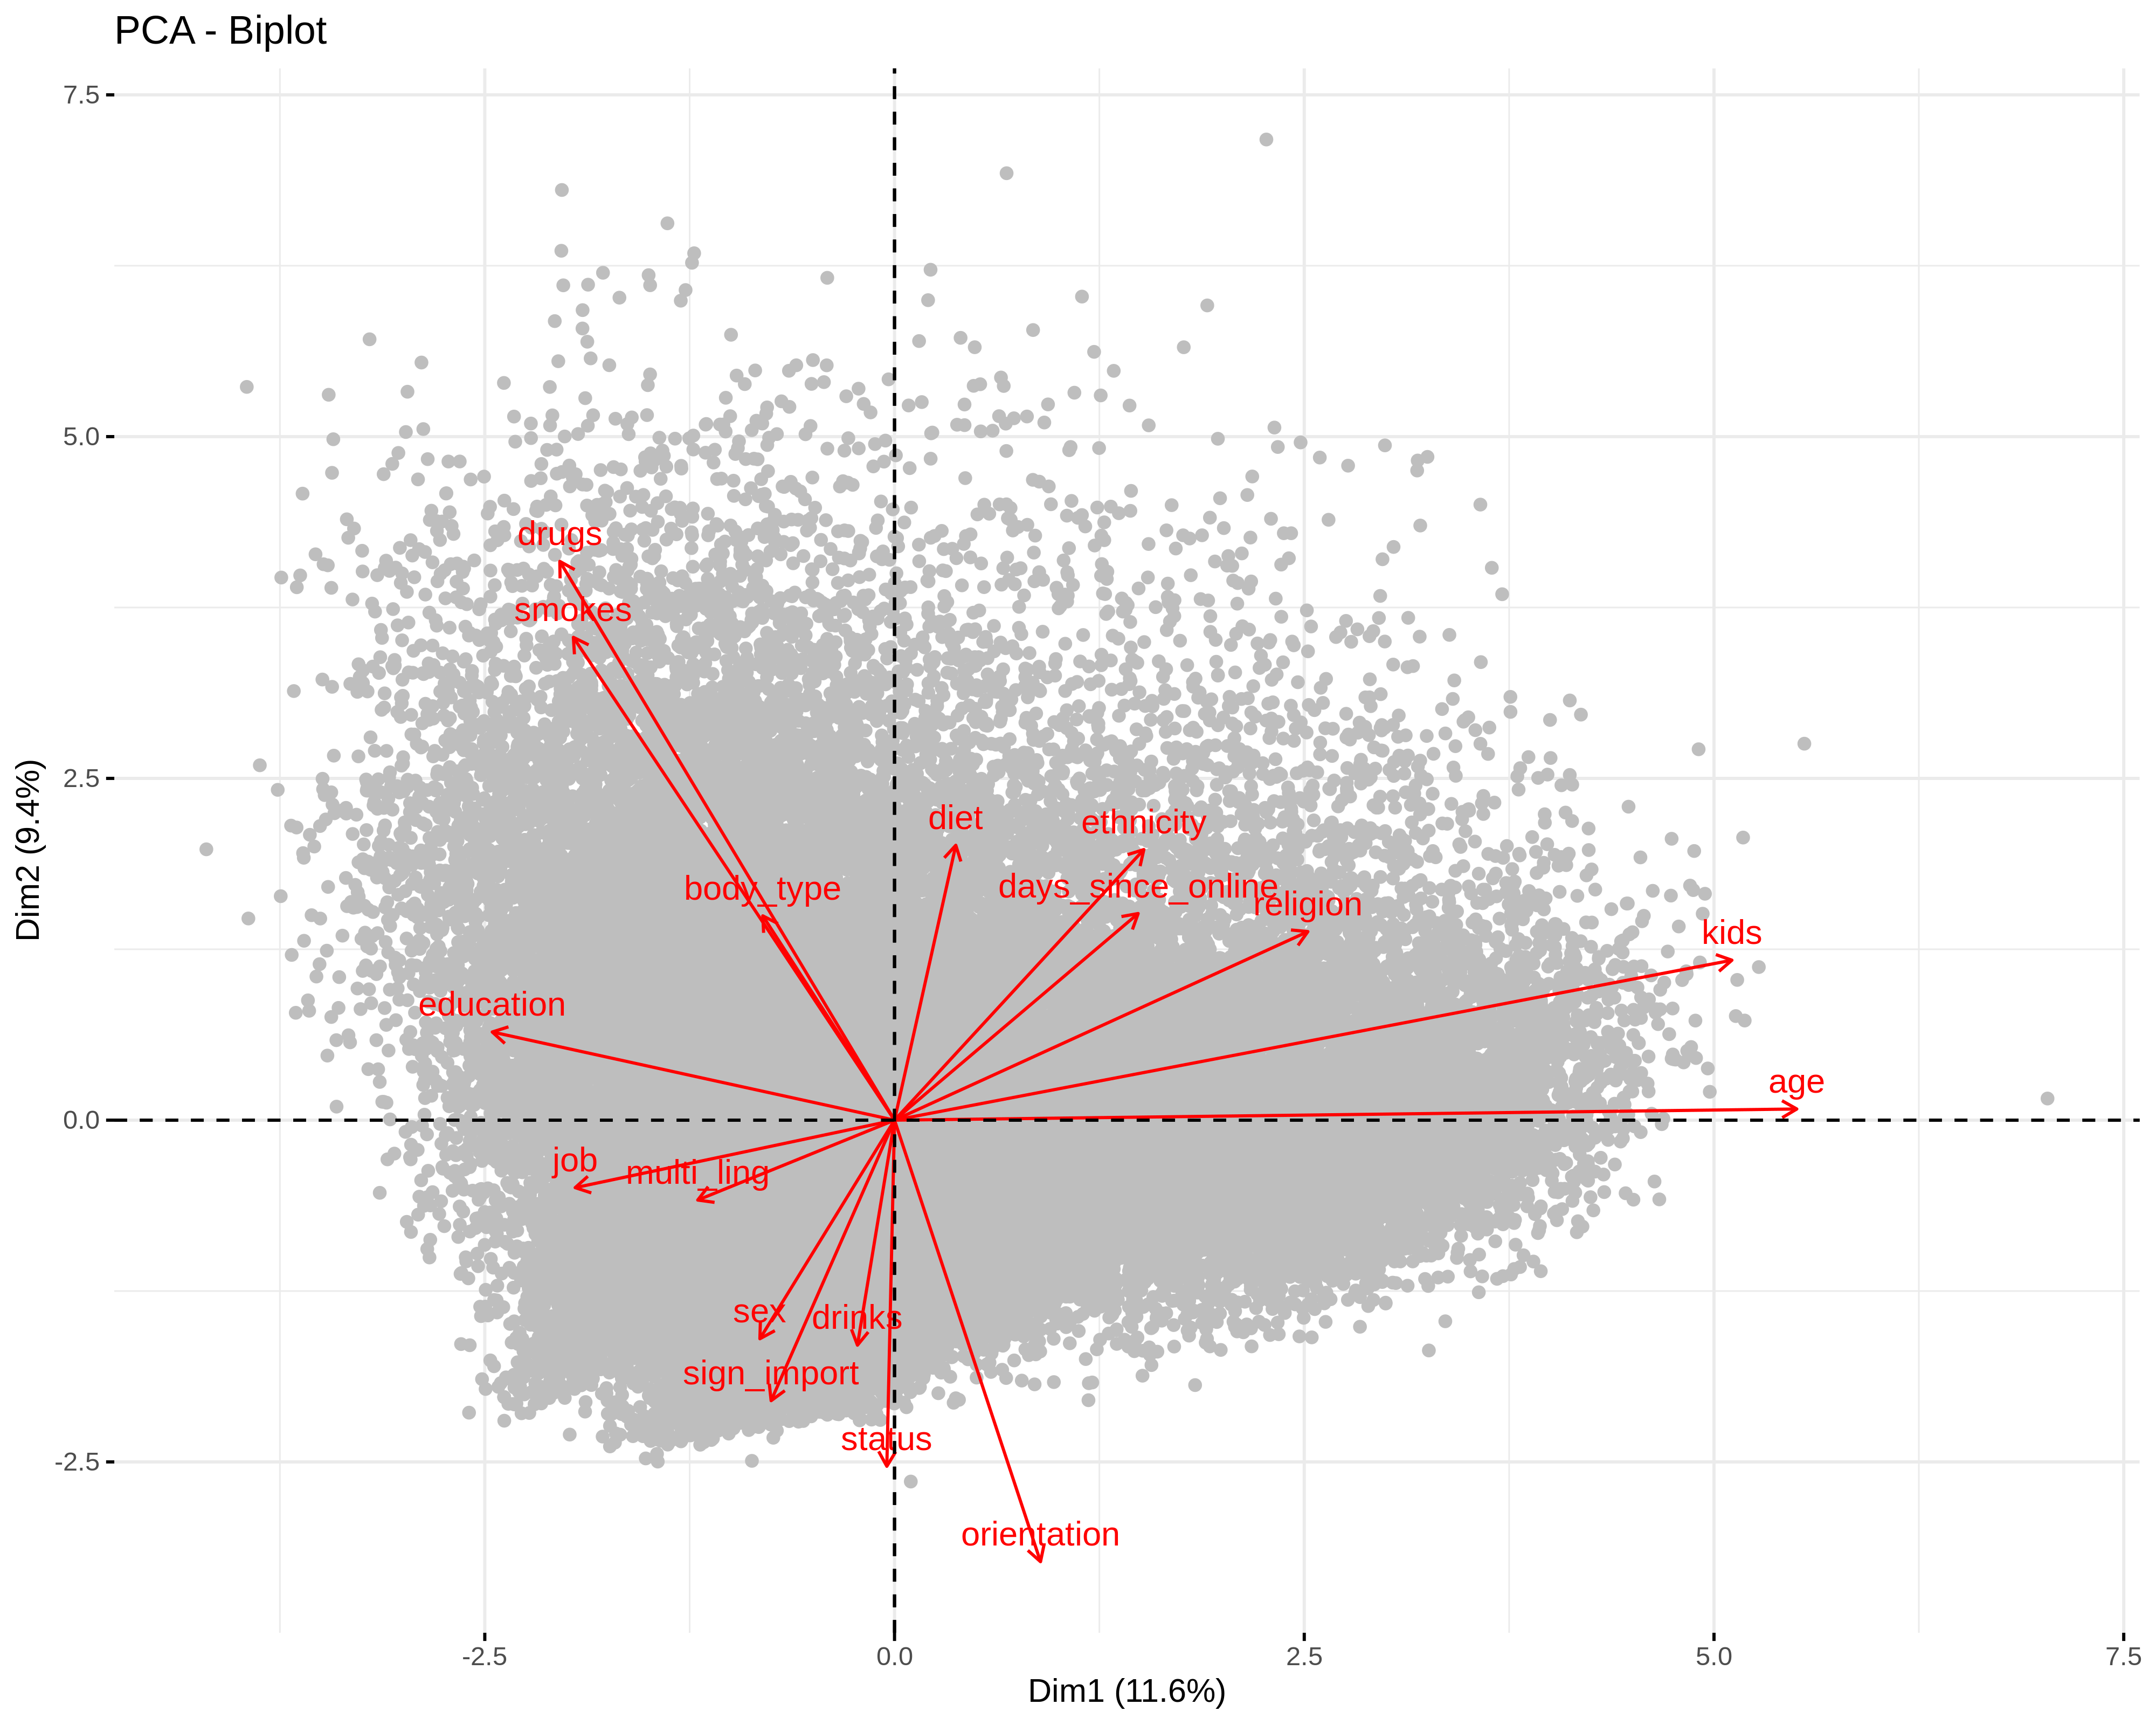 PCA - Biplot
7.5
5.0
2.5
0.0
-2.5
Dim2 (9.4%)
drugs
smokes
diet
ethnicity
body_type
days_since_online
religion
kids
education
age
job
multi_ling
sex
drinks
sign_import
status
orientation
-2.5
0.0
2.5
5.0
7.5
Dim1 (11.6%)